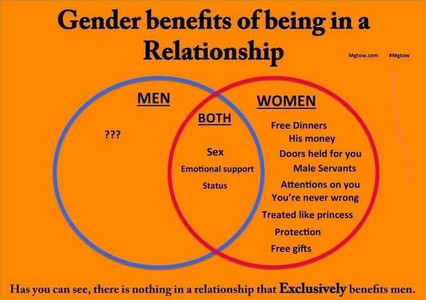 Gender benefits of being in a
Relationship
Mgtow.com #Mgtow
MEN
WOMEN
BOTH
???
Sex
Emotional support
Status
Free Dinners
His money
Doors held for you
Male Servants
Attentions on you
You're never wrong
Treated like princess
Protection
Free gifts
Has you can see, there is nothing in a relationship that Exclusively benefits men.